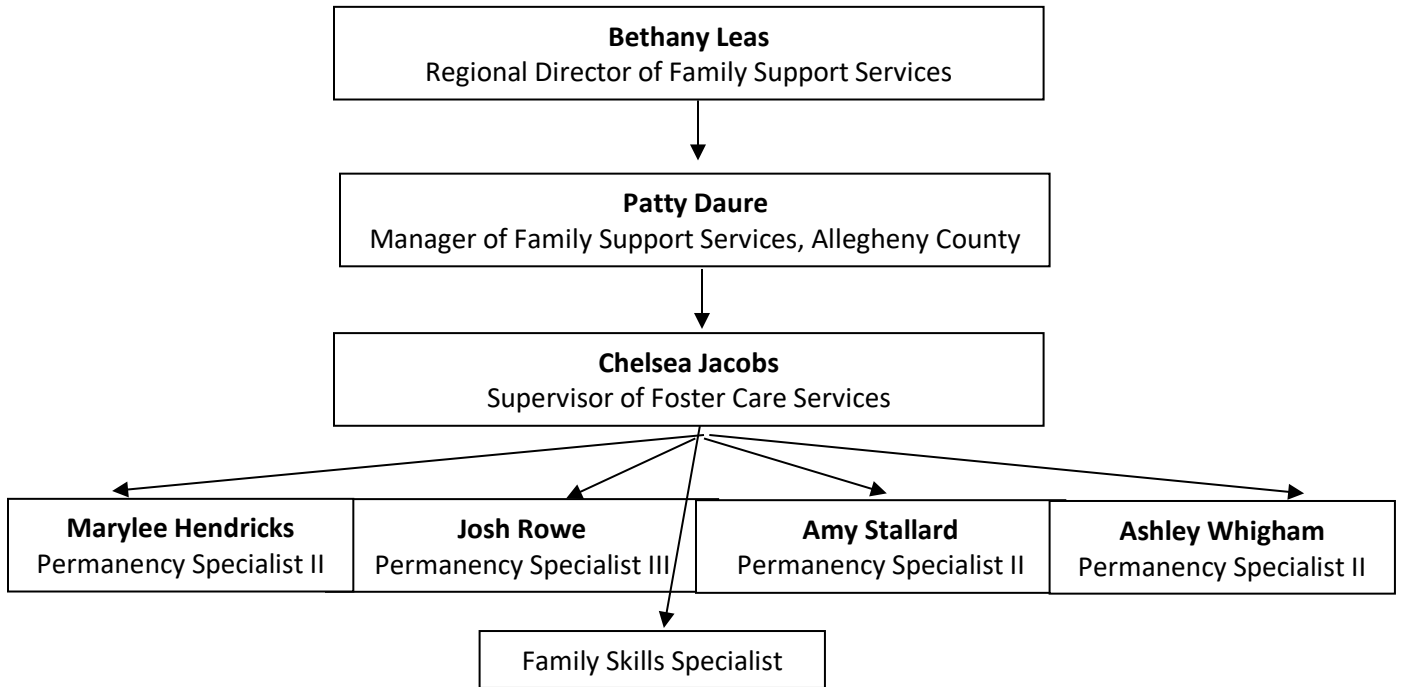 Bethany Leas
Regional Director of Family Support Services
Patty Daure
Manager of Family Support Services, Allegheny County
Chelsea Jacobs
Supervisor of Foster Care Services
Marylee Hendricks
Permanency Specialist II
Josh Rowe
Permanency Specialist III
Amy Stallard
Permanency Specialist II
Ashley Whigham
Permanency Specialist II
Family Skills Specialist